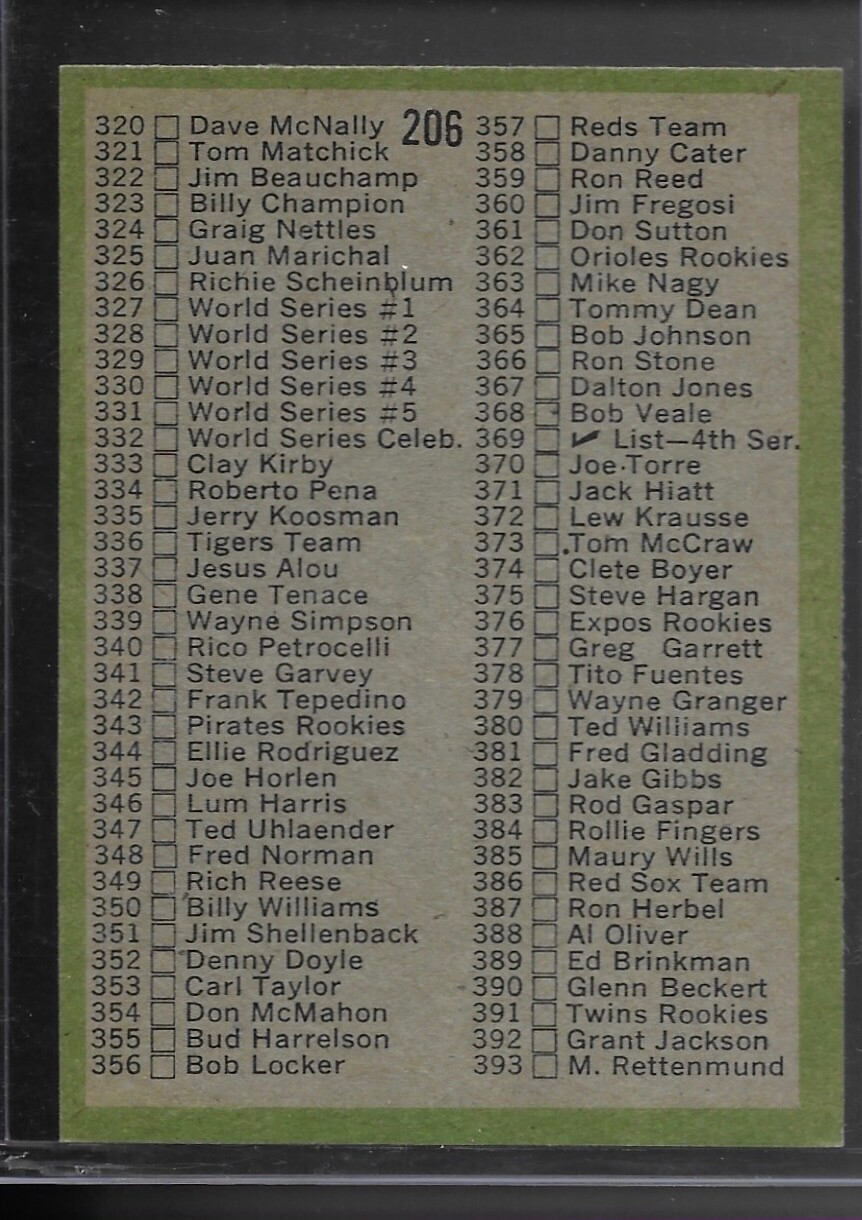 206
320 Dave McNally
321 Tom Matchick
322 Jim Beauchamp
323 Billy Champion
324 Graig Nettles
325 Juan Marichal
326 Richie Scheinblum
327 World Series #1
328 World Series #2
329 World Series #3
330 World Series #4
331 World Series #5
332 World Series Celeb.
333 Clay Kirby
334 Roberto Pena
335 Jerry Koosman
336 Tigers Team
337 Jesus Alou
338 Gene Tenace
339 Wayne Simpson
340 Rico Petrocelli
341 Steve Garvey
342 Frank Tepedino
343 Pirates Rookies
344 Ellie Rodriguez
345 Joe Horlen
346 Lum Harris
347 Ted Uhlaender
348 Fred Norman
349 Rich Reese
350 Billy Williams
351 Jim Shellenback
352 Denny Doyle
353 Carl Taylor
354 Don McMahon
355 Bud Harrelson
356 Bob Locker
357 Reds Team
358 Danny Cater
359 Ron Reed
360 Jim Fregosi
361 Don Sutton
362 Orioles Rookies
363 Mike Nagy
364 Tommy Dean
365 Bob Johnson
366 Ron Stone
367 Dalton Jones
368 Bob Veale
369 ✔ List—4th Ser.
370 Joe Torre
371 Jack Hiatt
372 Lew Krausse
373 Tom McCraw
374 Clete Boyer
375 Steve Hargan
376 Expos Rookies
377 Greg Garrett
378 Tito Fuentes
379 Wayne Granger
380 Ted Williams
381 Fred Gladding
382 Jake Gibbs
383 Rod Gaspar
384 Rollie Fingers
385 Maury Wills
386 Red Sox Team
387 Ron Herbel
388 Al Oliver
389 Ed Brinkman
390 Glenn Beckert
391 Twins Rookies
392 Grant Jackson
393 M. Rettenmund